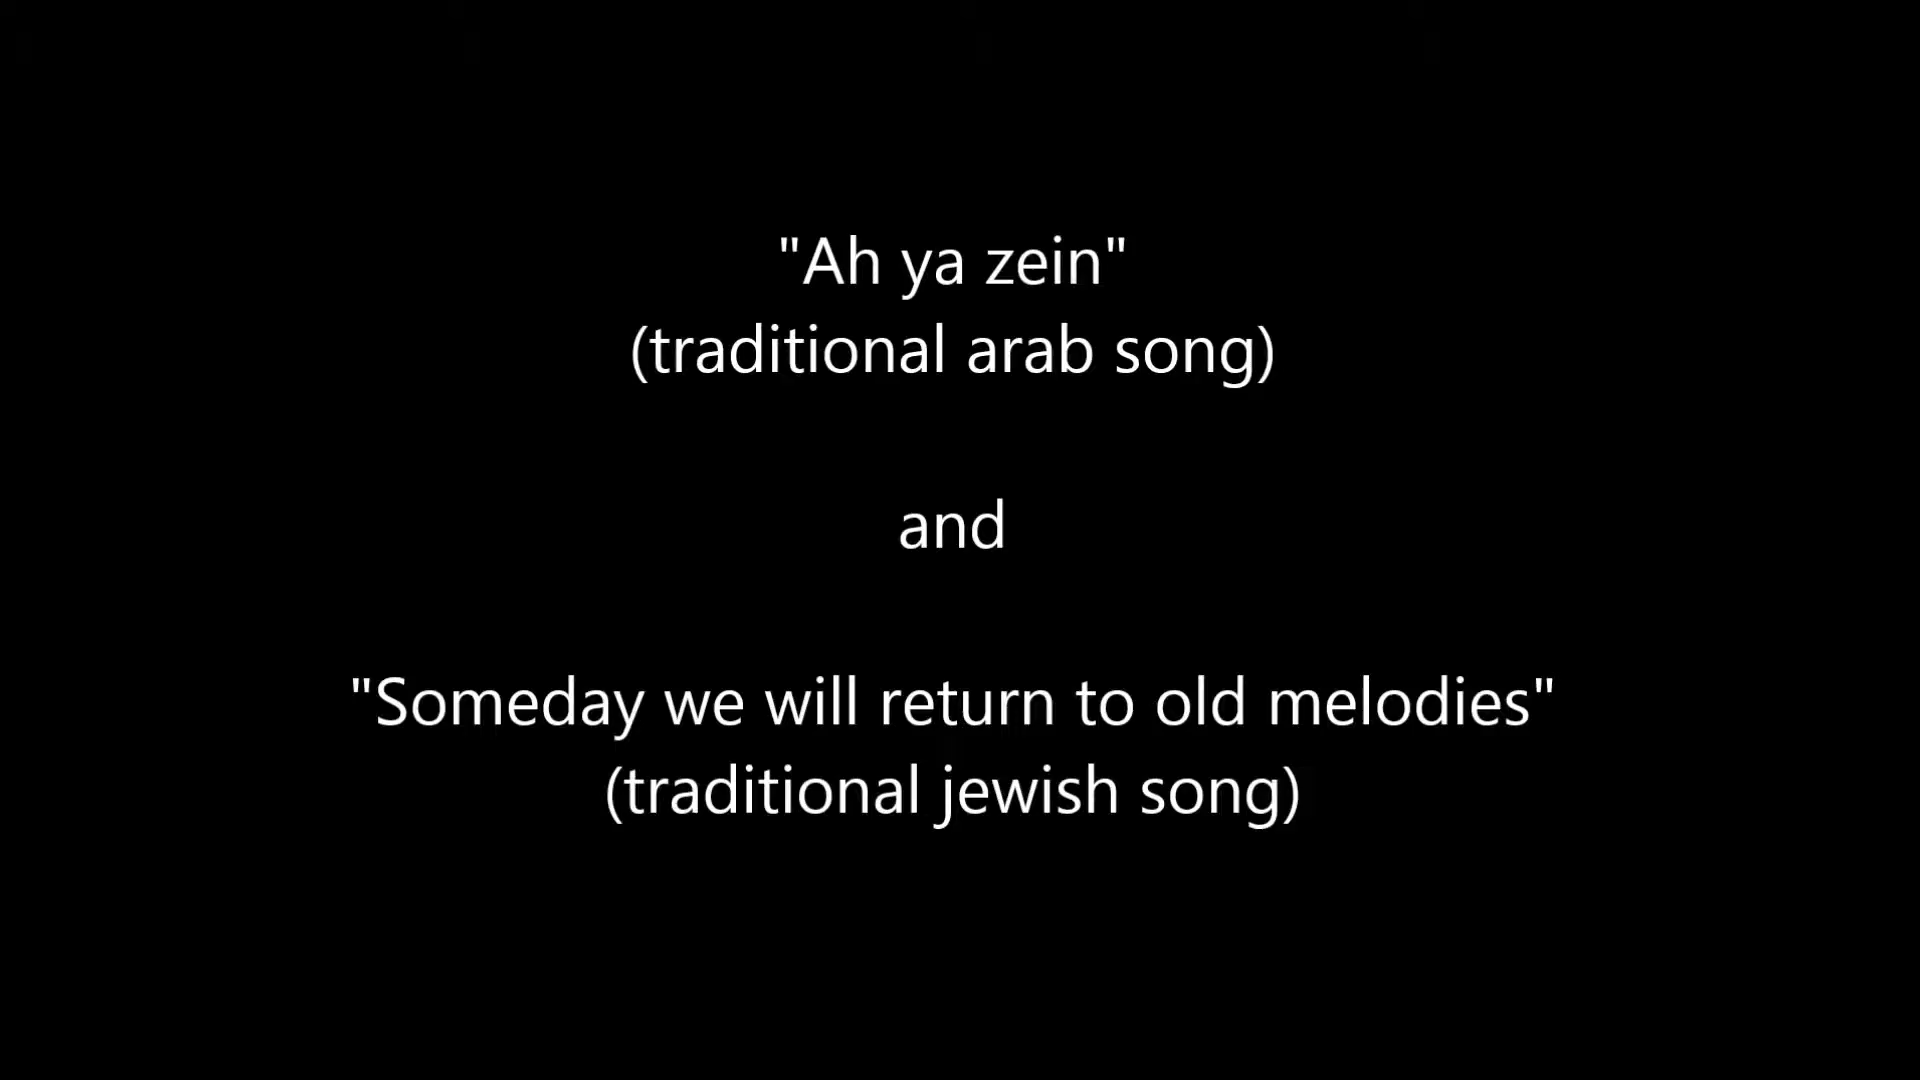 "Ah ya zein"
(traditional arab song)
and
"Someday we will return to old melodies"
(traditional jewish song)